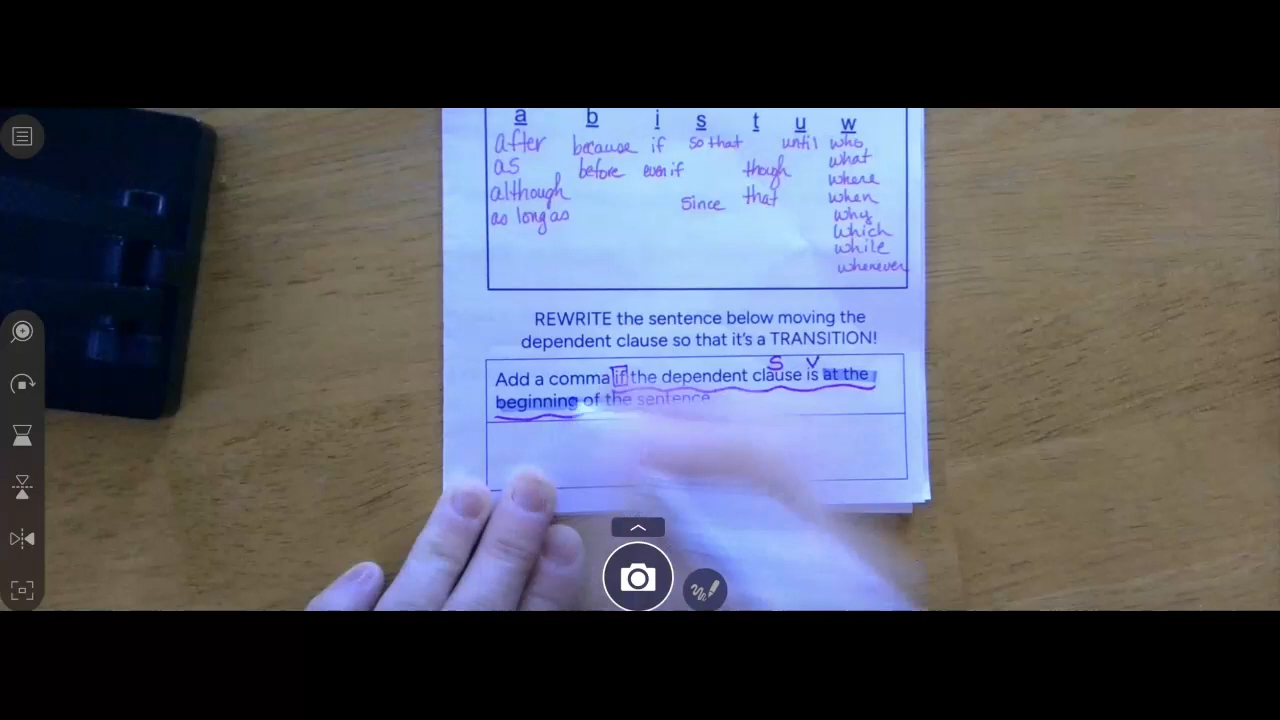 a b i s t u w
after because if so that until who
as before even if though what
although since that where
as long as when
why
which
while
whenever
REWRITE the sentence below moving the
dependent clause so that it's a TRANSITION!
S V
Add a comma if the dependent clause is at the
beginning of the sentence